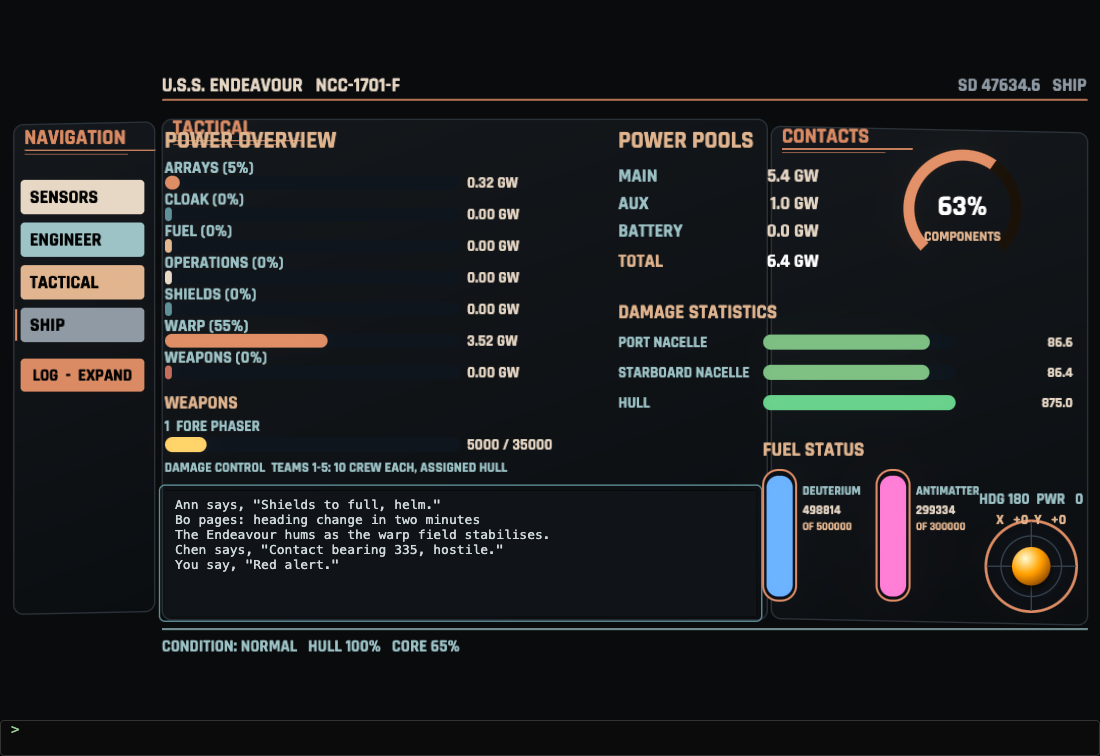 U.S.S. ENDEAVOUR NCC-1701-F
SD 47634.6 SHIP
NAVIGATION
SENSORS
ENGINEER
TACTICAL
SHIP
LOG - EXPAND
TACTICAL
POWER OVERVIEW
ARRAYS (5%)
0.32 GW
CLOAK (0%)
0.00 GW
FUEL (0%)
0.00 GW
OPERATIONS (0%)
0.00 GW
SHIELDS (0%)
0.00 GW
WARP (55%)
3.52 GW
WEAPONS (0%)
0.00 GW
WEAPONS
1 FORE PHASER
5000 / 35000
DAMAGE CONTROL TEAMS 1-5: 10 CREW EACH, ASSIGNED HULL
Ann says, "Shields to full, helm."
Bo pages: heading change in two minutes
The Endeavour hums as the warp field stabilises.
Chen says, "Contact bearing 335, hostile."
You say, "Red alert."
POWER POOLS
MAIN 5.4 GW
AUX 1.0 GW
BATTERY 0.0 GW
TOTAL 6.4 GW
CONTACTS
63%
COMPONENTS
DAMAGE STATISTICS
PORT NACELLE 86.6
STARBOARD NACELLE 86.4
HULL 875.0
FUEL STATUS
DEUTERIUM
498814
OF 500000
ANTIMATTER
299334
OF 300000
HDG 180 PWR 0
X +0 Y +0
CONDITION: NORMAL HULL 100% CORE 65%
>